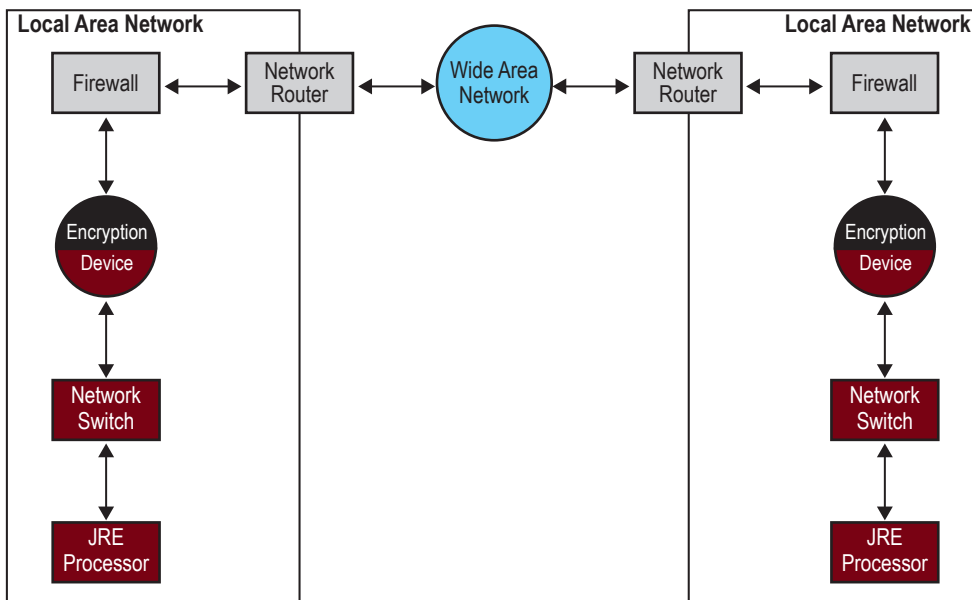 Local Area Network
Firewall
Network
Router
Wide Area
Network
Network
Router
Local Area Network
Firewall
Encryption
Device
Encryption
Device
Network
Switch
Network
Switch
JRE
Processor
JRE
Processor